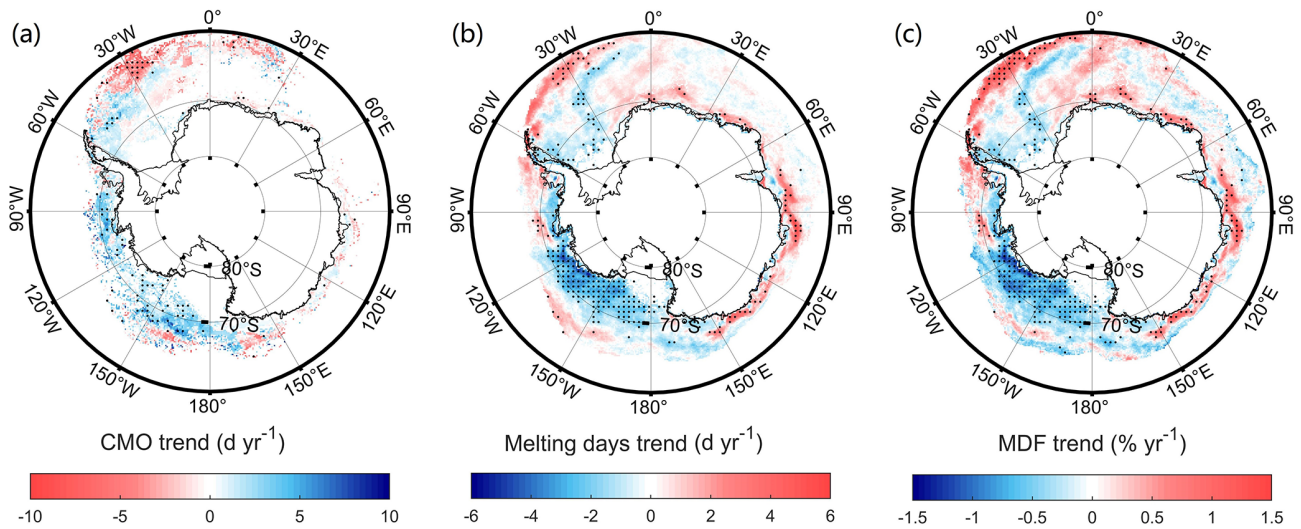 (a)
0°
30°E
60°E
90°E
120°E
150°E
180°
150°W
120°W
90°W
60°W
30°W
80°S
70°S
CMO trend (d yr-1)
-10 -5 0 5 10
(b)
0°
30°E
60°E
90°E
120°E
150°E
180°
150°W
120°W
90°W
60°W
30°W
80°S
70°S
Melting days trend (d yr-1)
-6 -4 -2 0 2 4 6
(c)
0°
30°E
60°E
90°E
120°E
150°E
180°
150°W
120°W
90°W
60°W
30°W
80°S
70°S
MDF trend (% yr-1)
-1.5 -1 -0.5 0 0.5 1 1.5